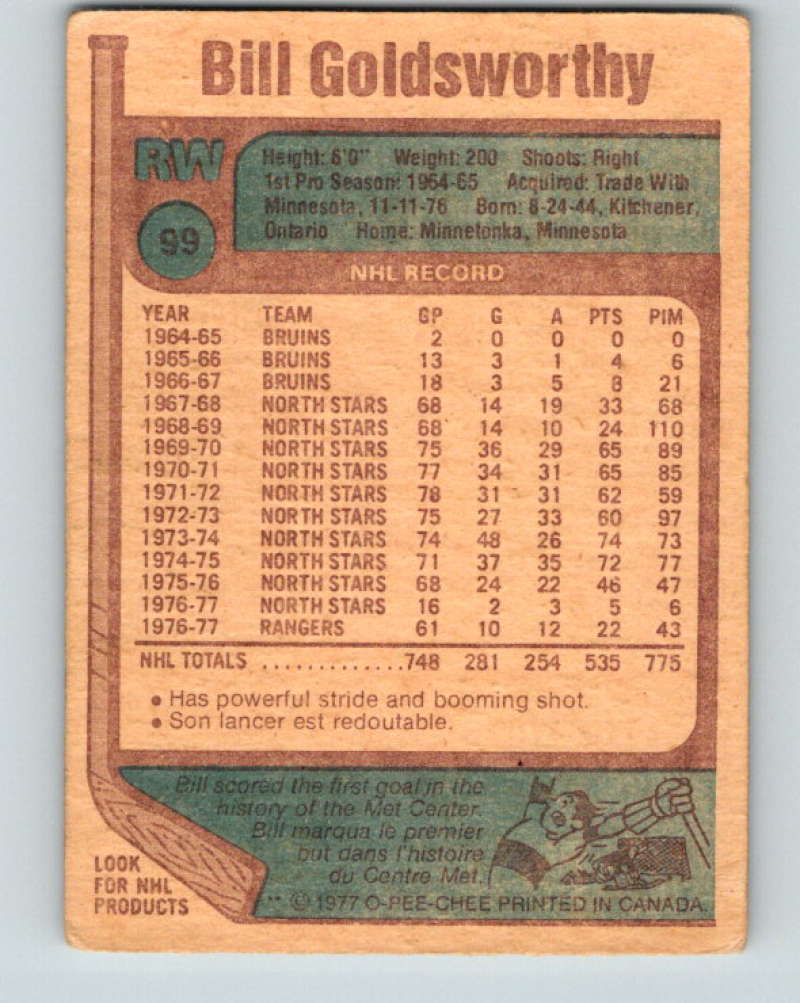 Bill Goldsworthy
RW
99
Height: 6'0" Weight: 200 Shoots: Right
1st Pro Season: 1964-65 Acquired: Trade With
Minnesota, 11-11-76 Born: 8-24-44, Kitchener,
Ontario Home: Minnetonka, Minnesota
NHL RECORD
YEAR TEAM GP G A PTS PIM
1964-65 BRUINS 2 0 0 0 0
1965-66 BRUINS 13 3 1 4 6
1966-67 BRUINS 18 3 5 8 21
1967-68 NORTH STARS 68 14 19 33 68
1968-69 NORTH STARS 68 14 10 24 110
1969-70 NORTH STARS 75 36 29 65 89
1970-71 NORTH STARS 77 34 31 65 85
1971-72 NORTH STARS 78 31 31 62 59
1972-73 NORTH STARS 75 27 33 60 97
1973-74 NORTH STARS 74 48 26 74 73
1974-75 NORTH STARS 71 37 35 72 77
1975-76 NORTH STARS 68 24 22 46 47
1976-77 NORTH STARS 16 2 3 5 6
1976-77 RANGERS 61 10 12 22 43
NHL TOTALS .............748 281 254 535 775
• Has powerful stride and booming shot.
• Son lancer est redoutable.
Bill scored the first goal in the
history of the Met Center.
Bill marqua le premier
but dans l'histoire
du Centre Met.
LOOK
FOR NHL
PRODUCTS
** © 1977 O-PEE-CHEE PRINTED IN CANADA.